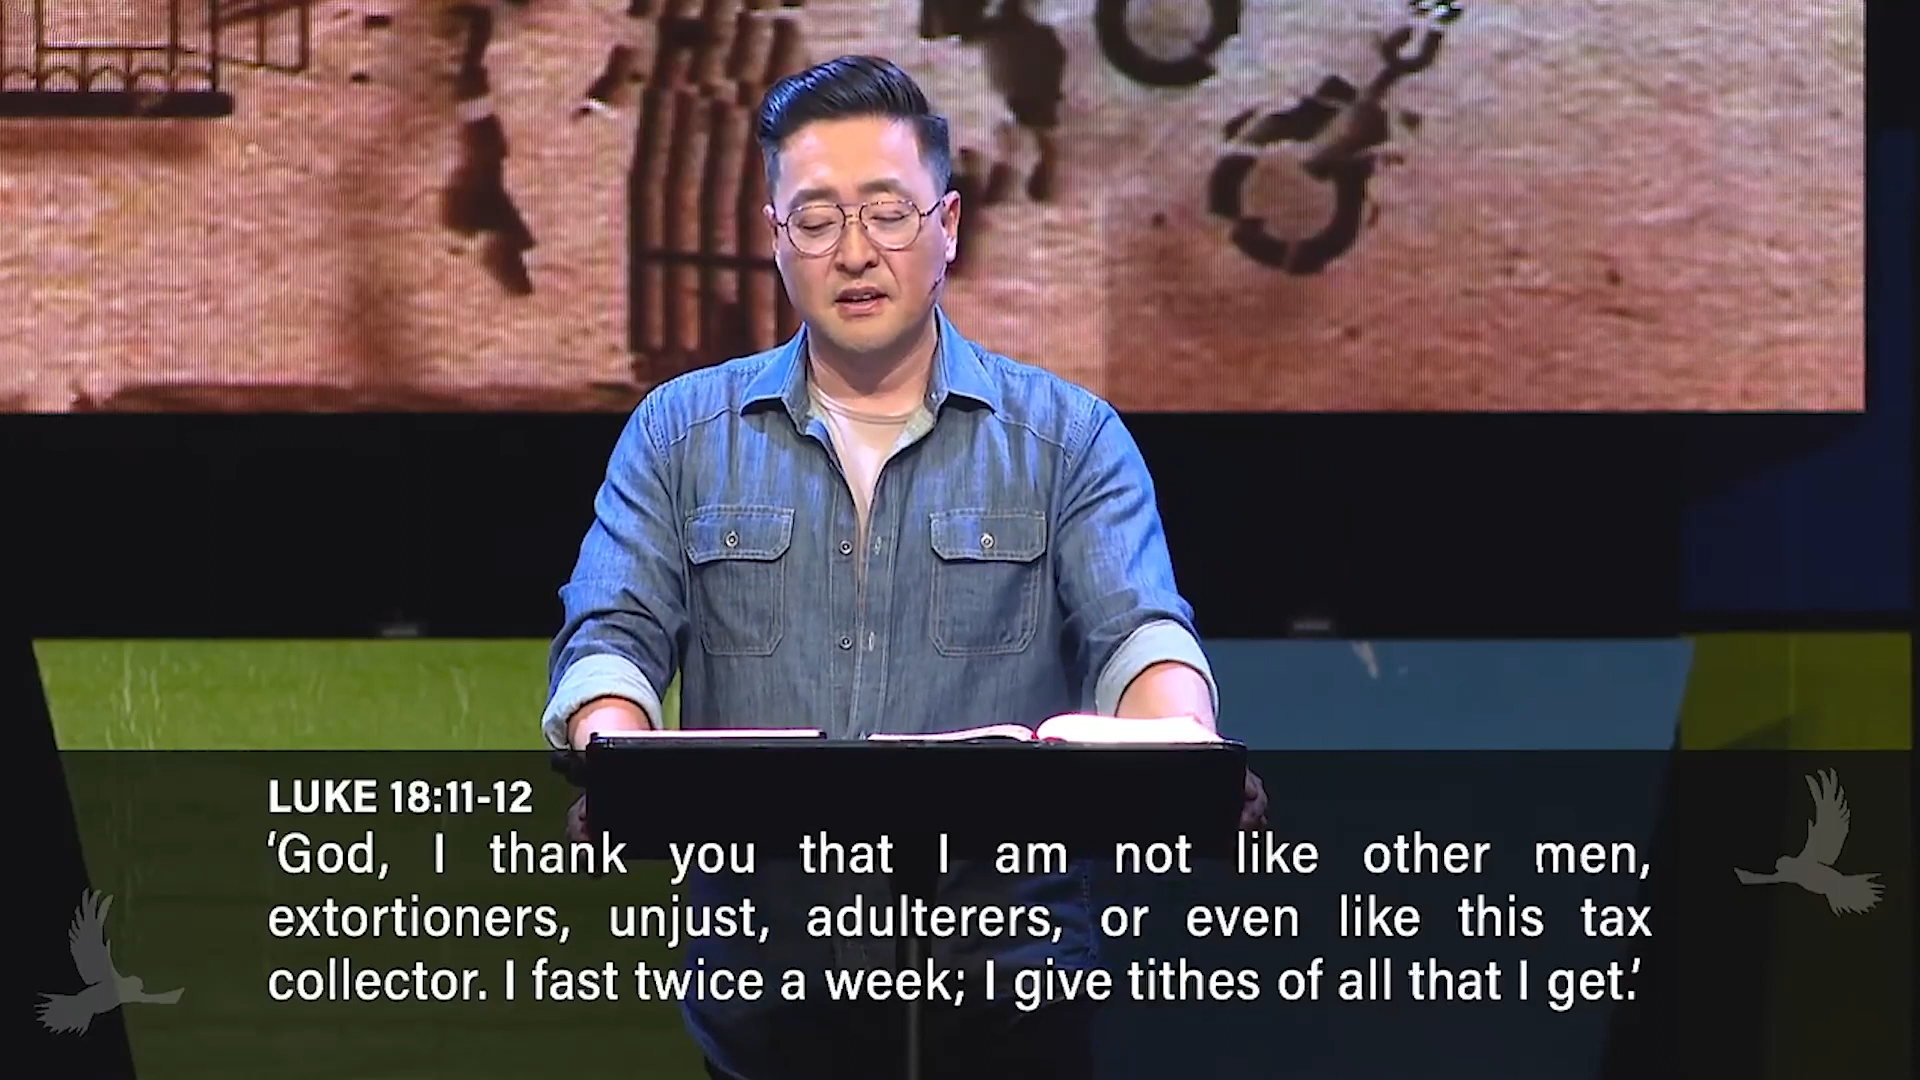 LUKE 18:11-12
‘God, I thank you that I am not like other men,
extortioners, unjust, adulterers, or even like this tax
collector. I fast twice a week; I give tithes of all that I get.’